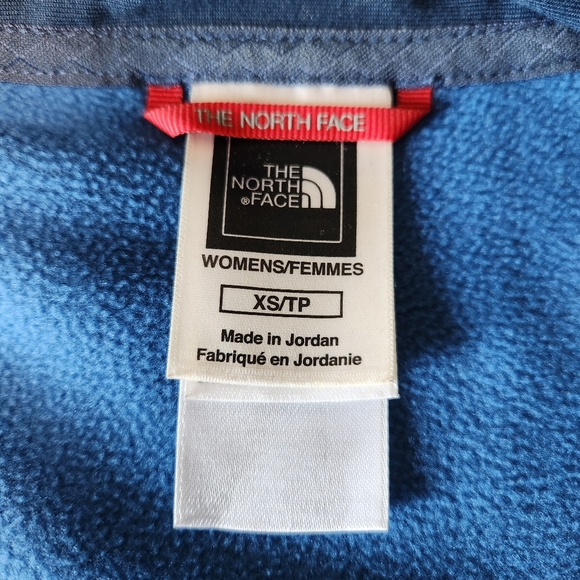 THE NORTH FACE
THE
NORTH
®FACE
WOMENS/FEMMES
XS/TP
Made in Jordan
Fabriqué en Jordanie